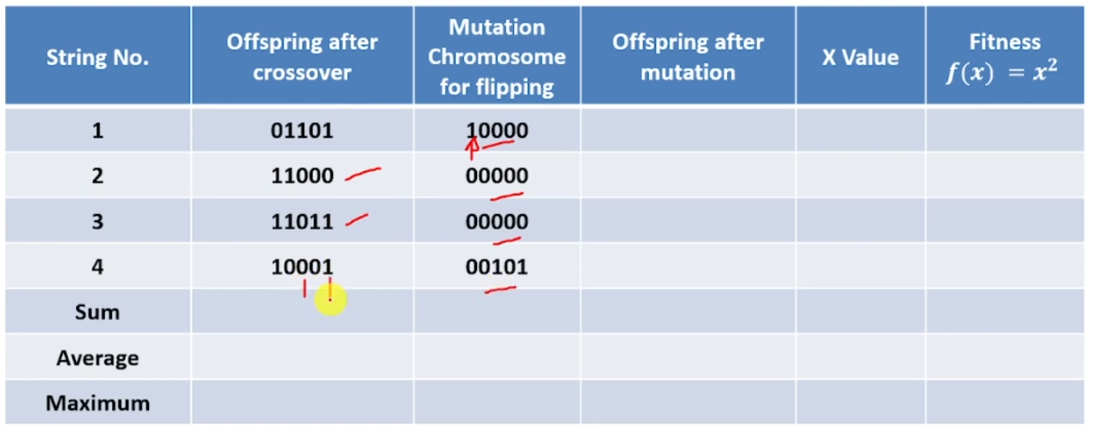 String No. Offspring after crossover Mutation Chromosome for flipping Offspring after mutation X Value Fitness f(x) = x²
1 01101 10000
2 11000 00000
3 11011 00000
4 10001 00101
Sum
Average
Maximum